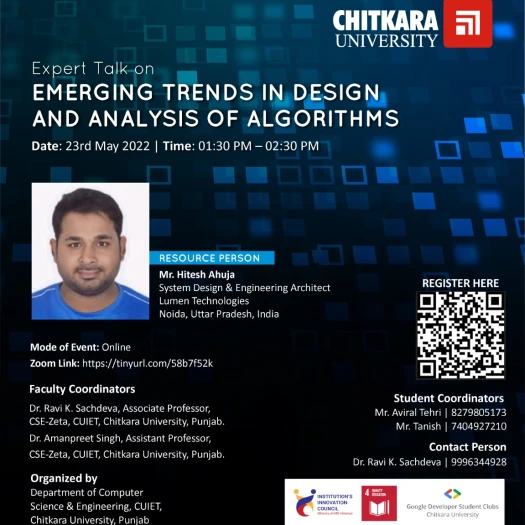 CHITKARA
UNIVERSITY
Expert Talk on
EMERGING TRENDS IN DESIGN
AND ANALYSIS OF ALGORITHMS
Date: 23rd May 2022 | Time: 01:30 PM – 02:30 PM
RESOURCE PERSON
Mr. Hitesh Ahuja
System Design & Engineering Architect
Lumen Technologies
Noida, Uttar Pradesh, India
REGISTER HERE
Mode of Event: Online
Zoom Link: https://tinyurl.com/58b7f52k
Faculty Coordinators
Dr. Ravi K. Sachdeva, Associate Professor,
CSE-Zeta, CUIET, Chitkara University, Punjab.
Dr. Amanpreet Singh, Assistant Professor,
CSE-Zeta, CUIET, Chitkara University, Punjab.
Student Coordinators
Mr. Aviral Tehri | 8279805173
Mr. Tanish | 7404927210
Contact Person
Dr. Ravi K. Sachdeva | 9996344928
Organized by
Department of Computer
Science & Engineering, CUIET,
Chitkara University, Punjab
INSTITUTION'S
INNOVATION
COUNCIL
4 QUALITY
EDUCATION
Google Developer Student Clubs
Chitkara University